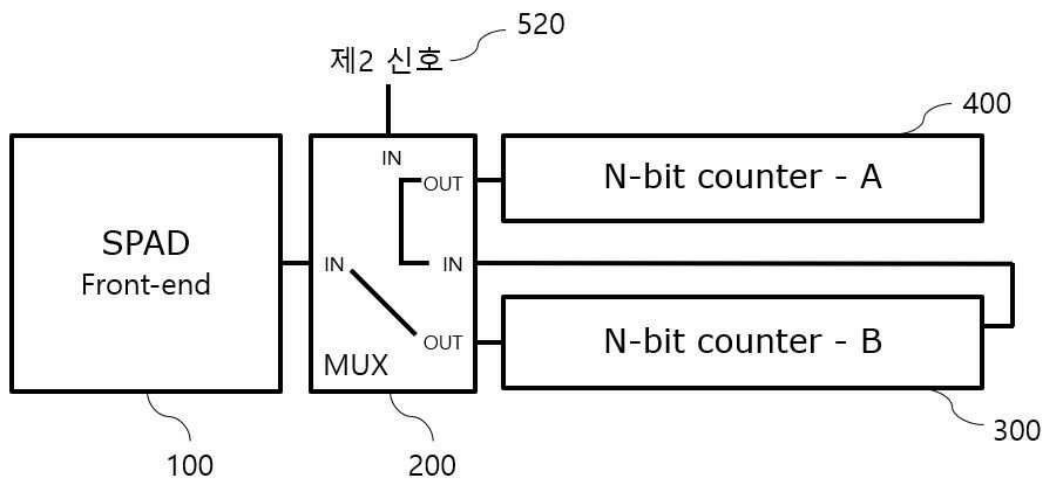 520
제2 신호
400
IN
OUT
N-bit counter - A
SPAD
Front-end
IN
IN
OUT
N-bit counter - B
MUX
300
100
200